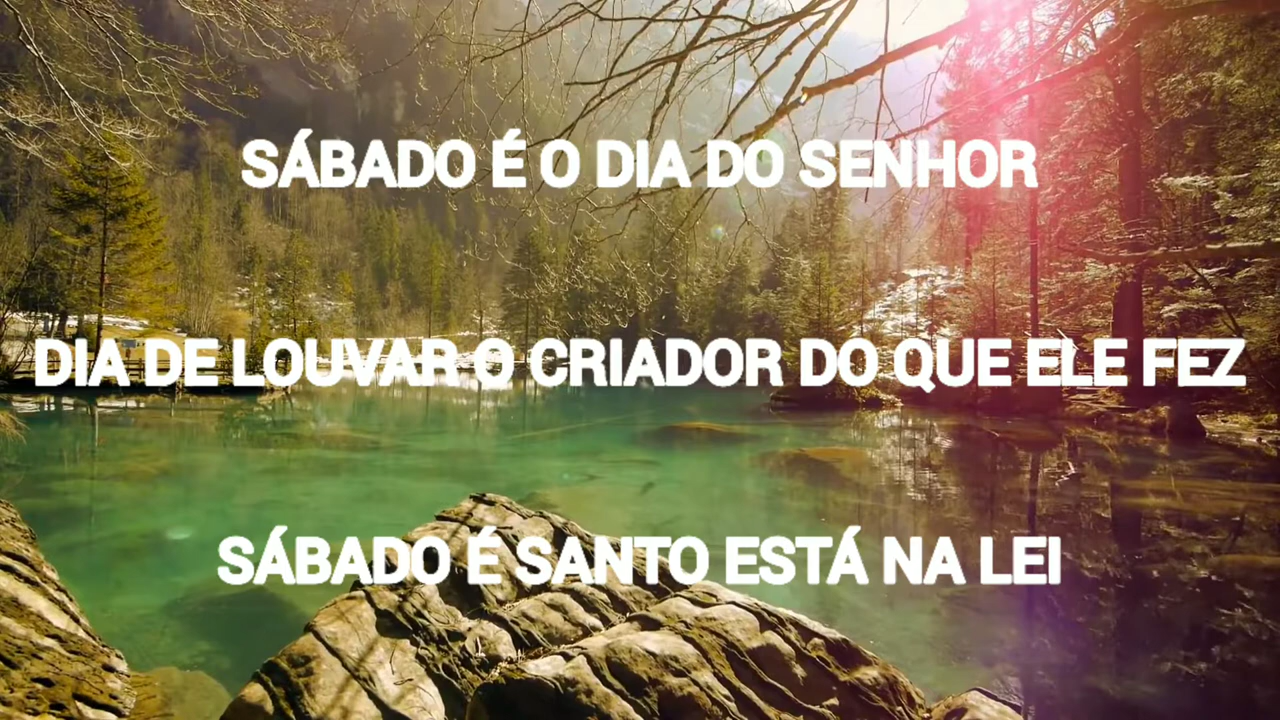 SÁBADO É O DIA DO SENHOR
DIA DE LOUVAR O CRIADOR DO QUE ELE FEZ
SÁBADO É SANTO ESTÁ NA LEI